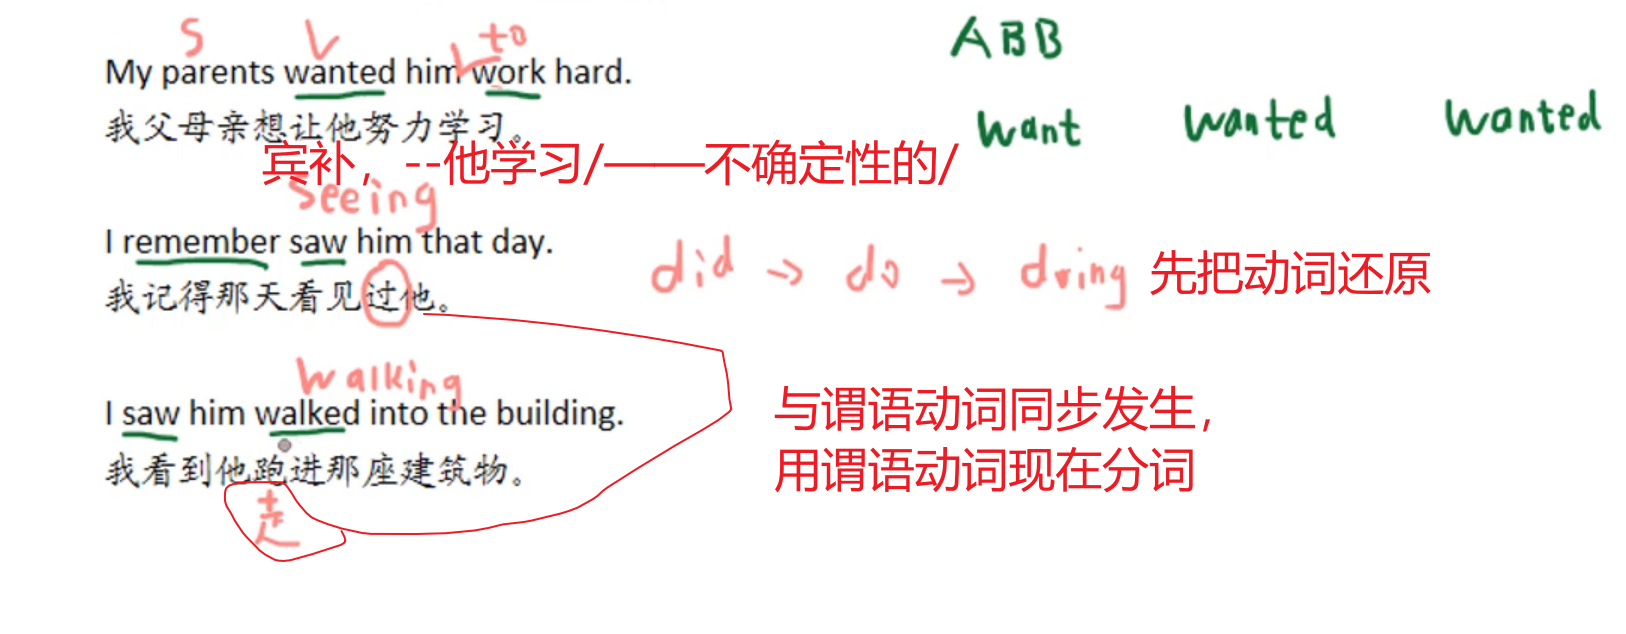 S V to
ABB
My parents wanted him work hard.
我父母亲想让他努力学习。
want wanted wanted
宾补，--他学习/——不确定性的/
seeing
I remember saw him that day.
did → do → dring 先把动词还原
我记得那天看见过他。
walking
I saw him walked into the building.
与谓语动词同步发生，
我看到他跑进那座建筑物。
用谓语动词现在分词
走